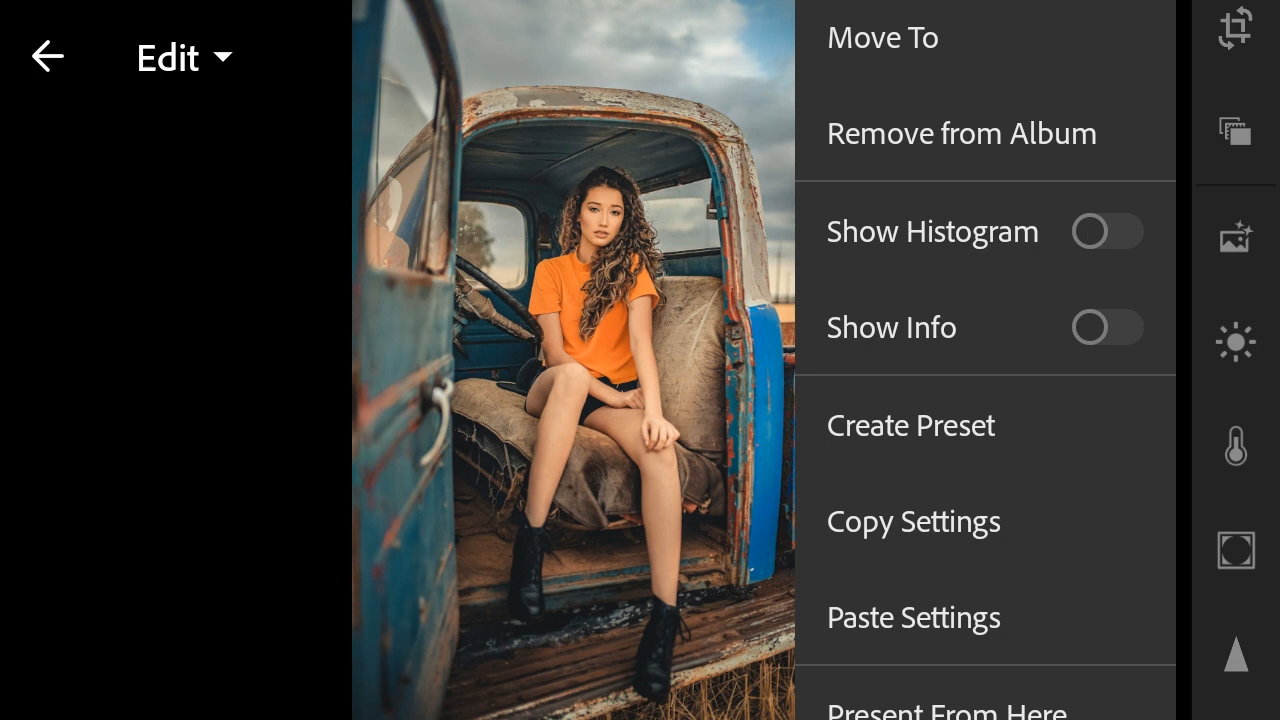 Edit
Move To
Remove from Album
Show Histogram
Show Info
Create Preset
Copy Settings
Paste Settings
Present From Here